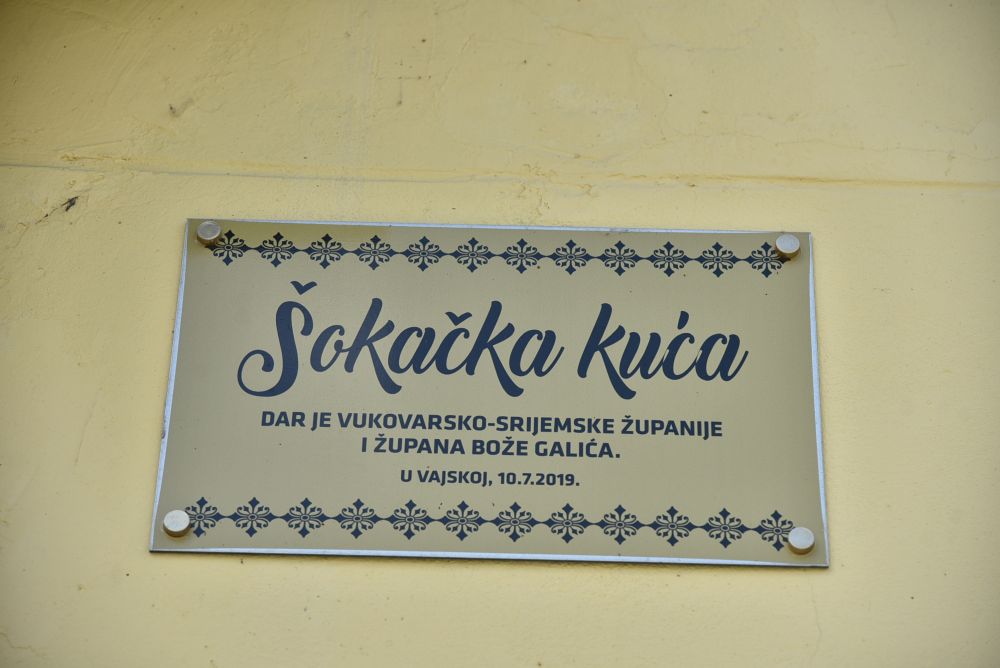 Šokačka kuća
DAR JE VUKOVARSKO-SRIJEMSKE ŽUPANIJE
I ŽUPANA BOŽE GALIĆA.
U VAJSKOJ, 10.7.2019.